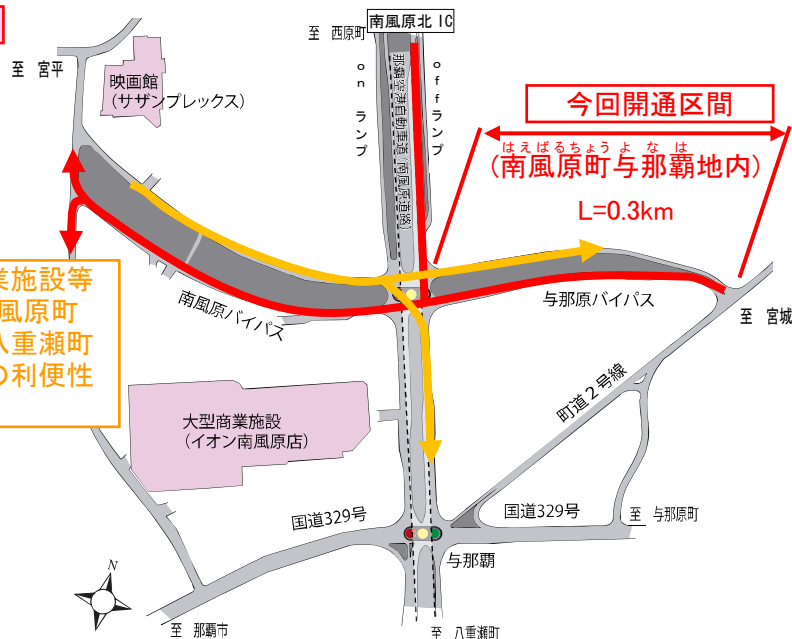 南風原北IC
至 西原町
至 宮平
映画館
(サザンプレックス)
onランプ
offランプ
那覇空港自動車道(南風原道路)
今回開通区間
はえばるちょうよなは
(南風原町与那覇地内)
L=0.3km
業施設等
風原町
八重瀬町
の利便性
南風原バイパス
与那原バイパス
至 宮城
大型商業施設
(イオン南風原店)
町道2号線
国道329号
国道329号
至 与那原町
与那覇
N
至 那覇市
至 八重瀬町